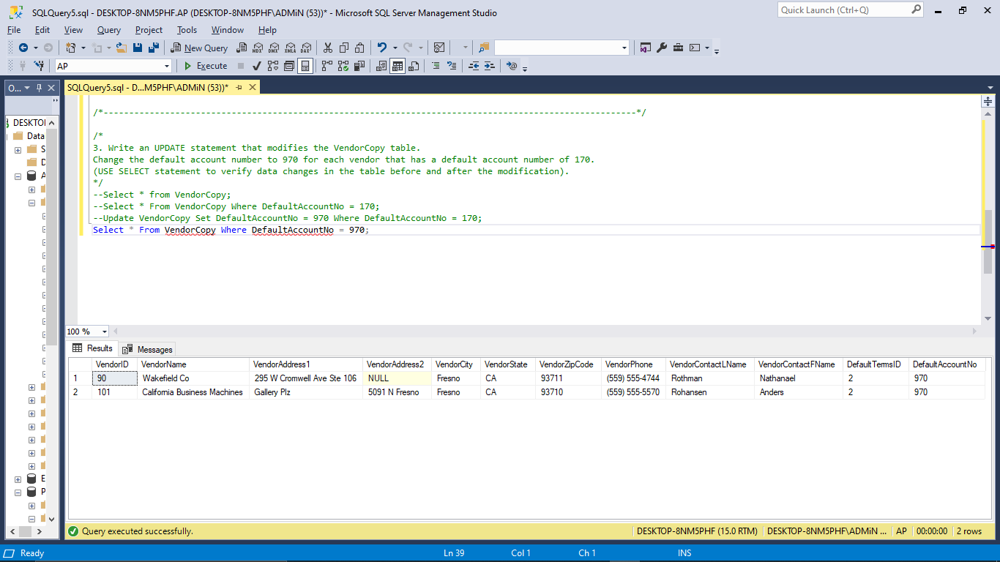 SQLQuery5.sql - DESKTOP-8NM5PHF.AP (DESKTOP-8NM5PHF\ADMiN (53))* - Microsoft SQL Server Management Studio
Quick Launch (Ctrl+Q)
File Edit View Query Project Tools Window Help
New Query MDX DMX XMLA DAX
AP Execute
O... SQLQuery5.sql - D...M5PHF\ADMiN (53))*
DESKTO
Data
S
D
A
E
P
/*--------------------------------------------------------------------------------------------------------*/
/*
3. Write an UPDATE statement that modifies the VendorCopy table.
Change the default account number to 970 for each vendor that has a default account number of 170.
(USE SELECT statement to verify data changes in the table before and after the modification).
*/
--Select * from VendorCopy;
--Select * From VendorCopy Where DefaultAccountNo = 170;
--Update VendorCopy Set DefaultAccountNo = 970 Where DefaultAccountNo = 170;
Select * From VendorCopy Where DefaultAccountNo = 970;
100 %
Results Messages
VendorID VendorName VendorAddress1 VendorAddress2 VendorCity VendorState VendorZipCode VendorPhone VendorContactLName VendorContactFName DefaultTermsID DefaultAccountNo
1 90 Wakefield Co 295 W Cromwell Ave Ste 106 NULL Fresno CA 93711 (559) 555-4744 Rothman Nathanael 2 970
2 101 California Business Machines Gallery Plz 5091 N Fresno Fresno CA 93710 (559) 555-5570 Rohansen Anders 2 970
Query executed successfully. DESKTOP-8NM5PHF (15.0 RTM) DESKTOP-8NM5PHF\ADMiN ... AP 00:00:00 2 rows
Ready Ln 39 Col 1 Ch 1 INS